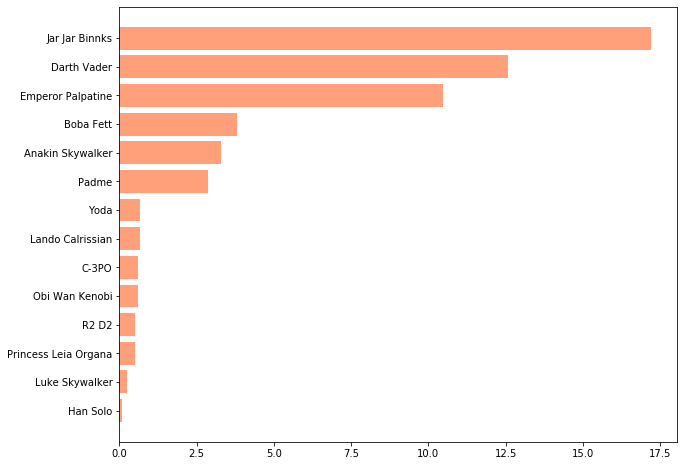 Jar Jar Binnks
Darth Vader
Emperor Palpatine
Boba Fett
Anakin Skywalker
Padme
Yoda
Lando Calrissian
C-3PO
Obi Wan Kenobi
R2 D2
Princess Leia Organa
Luke Skywalker
Han Solo
0.0 2.5 5.0 7.5 10.0 12.5 15.0 17.5